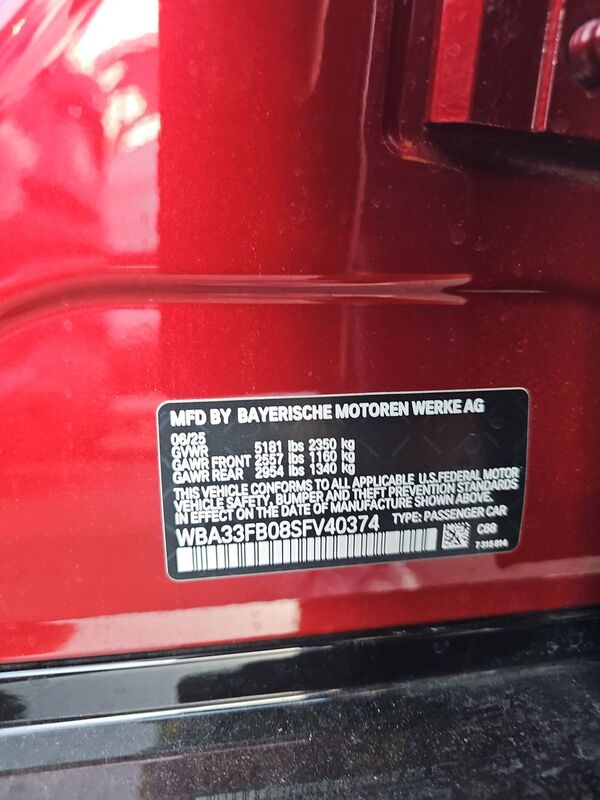 MFD BY BAYERISCHE MOTOREN WERKE AG
06/25
GVWR 5181 lbs 2350 kg
GAWR FRONT 2557 lbs 1160 kg
GAWR REAR 2954 lbs 1340 kg
THIS VEHICLE CONFORMS TO ALL APPLICABLE U.S. FEDERAL MOTOR
VEHICLE SAFETY, BUMPER AND THEFT PREVENTION STANDARDS
IN EFFECT ON THE DATE OF MANUFACTURE SHOWN ABOVE.
WBA33FB08SFV40374 TYPE: PASSENGER CAR
C68
7318814